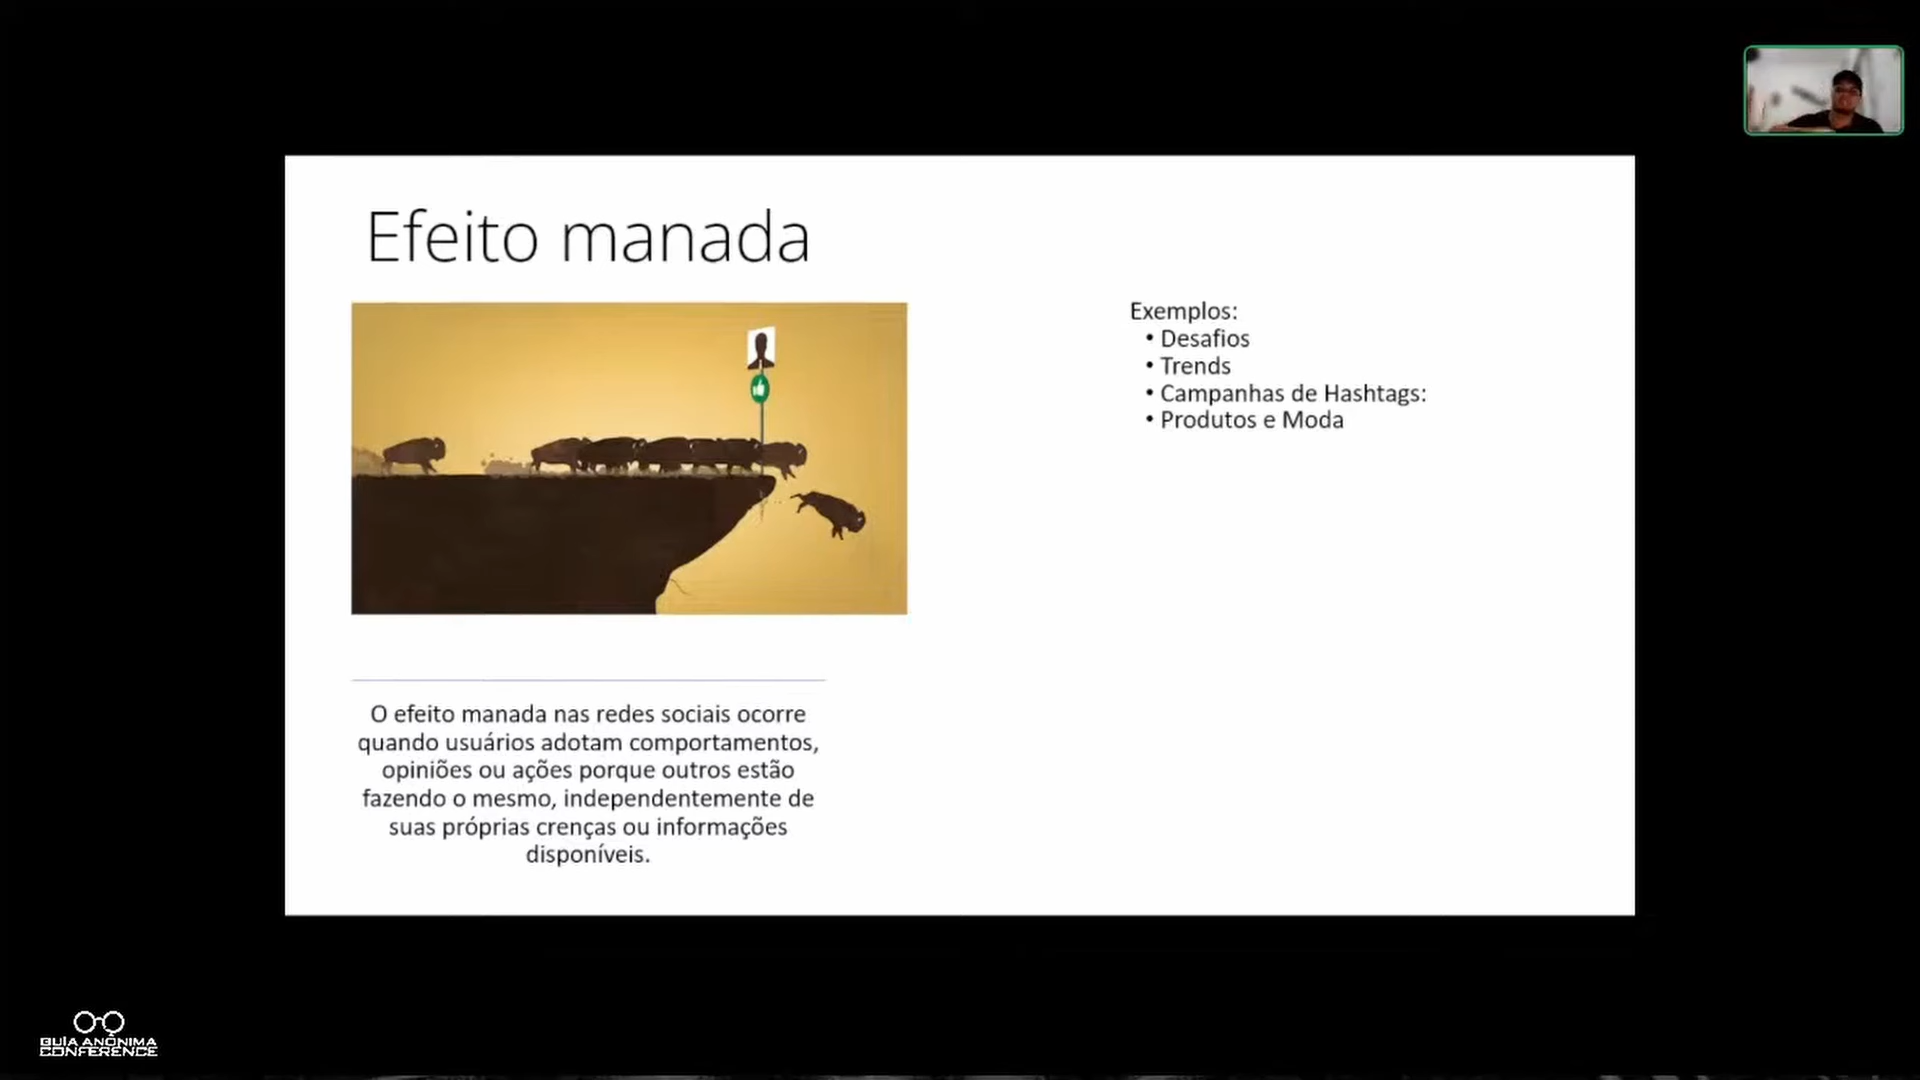 Efeito manada
Exemplos:
• Desafios
• Trends
• Campanhas de Hashtags:
• Produtos e Moda
O efeito manada nas redes sociais ocorre
quando usuários adotam comportamentos,
opiniões ou ações porque outros estão
fazendo o mesmo, independentemente de
suas próprias crenças ou informações
disponíveis.
GUIA ANÔNIMA
CONFERENCE